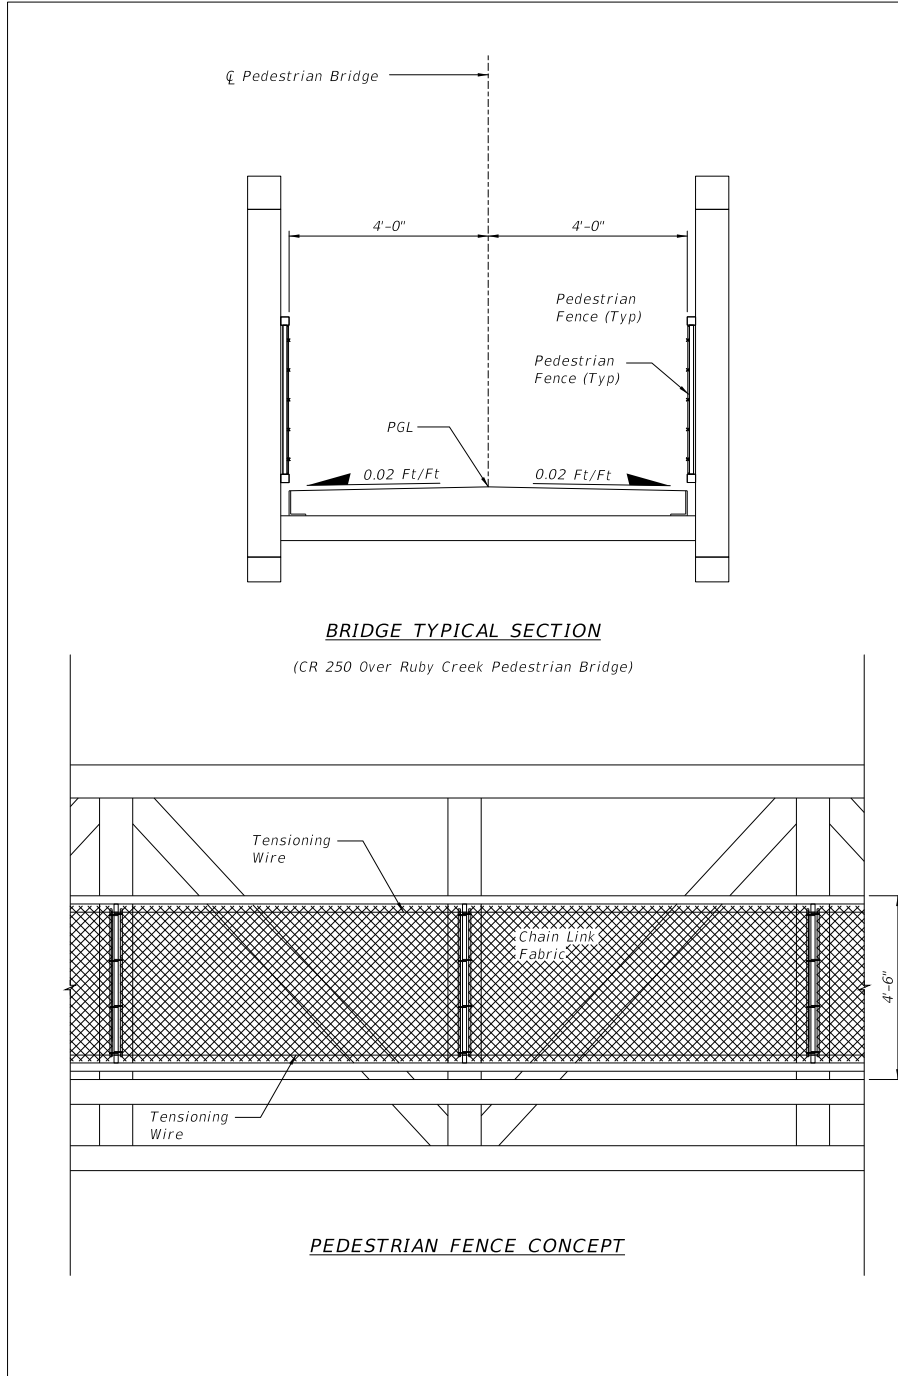 ℄ Pedestrian Bridge
4'-0" 4'-0"
Pedestrian
Fence (Typ)
Pedestrian
Fence (Typ)
PGL
0.02 Ft/Ft 0.02 Ft/Ft
BRIDGE TYPICAL SECTION
(CR 250 Over Ruby Creek Pedestrian Bridge)
Tensioning
Wire
Chain Link
Fabric
4'-6"
Tensioning
Wire
PEDESTRIAN FENCE CONCEPT